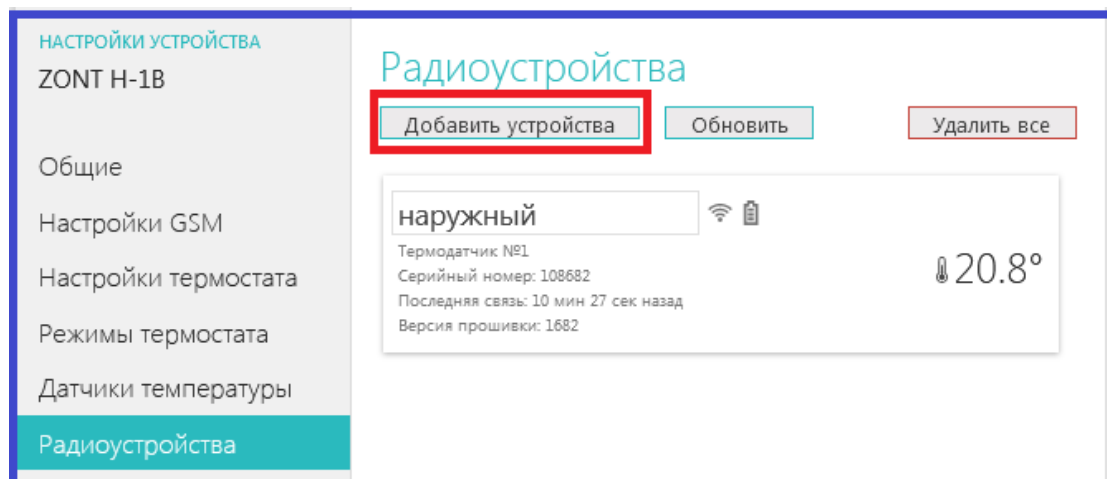 НАСТРОЙКИ УСТРОЙСТВА
ZONT H-1B
Общие
Настройки GSM
Настройки термостата
Режимы термостата
Датчики температуры
Радиоустройства
Радиоустройства
Добавить устройства
Обновить
Удалить все
наружный
Термодатчик №1
Серийный номер: 108682
Последняя связь: 10 мин 27 сек назад
Версия прошивки: 1682
20.8°